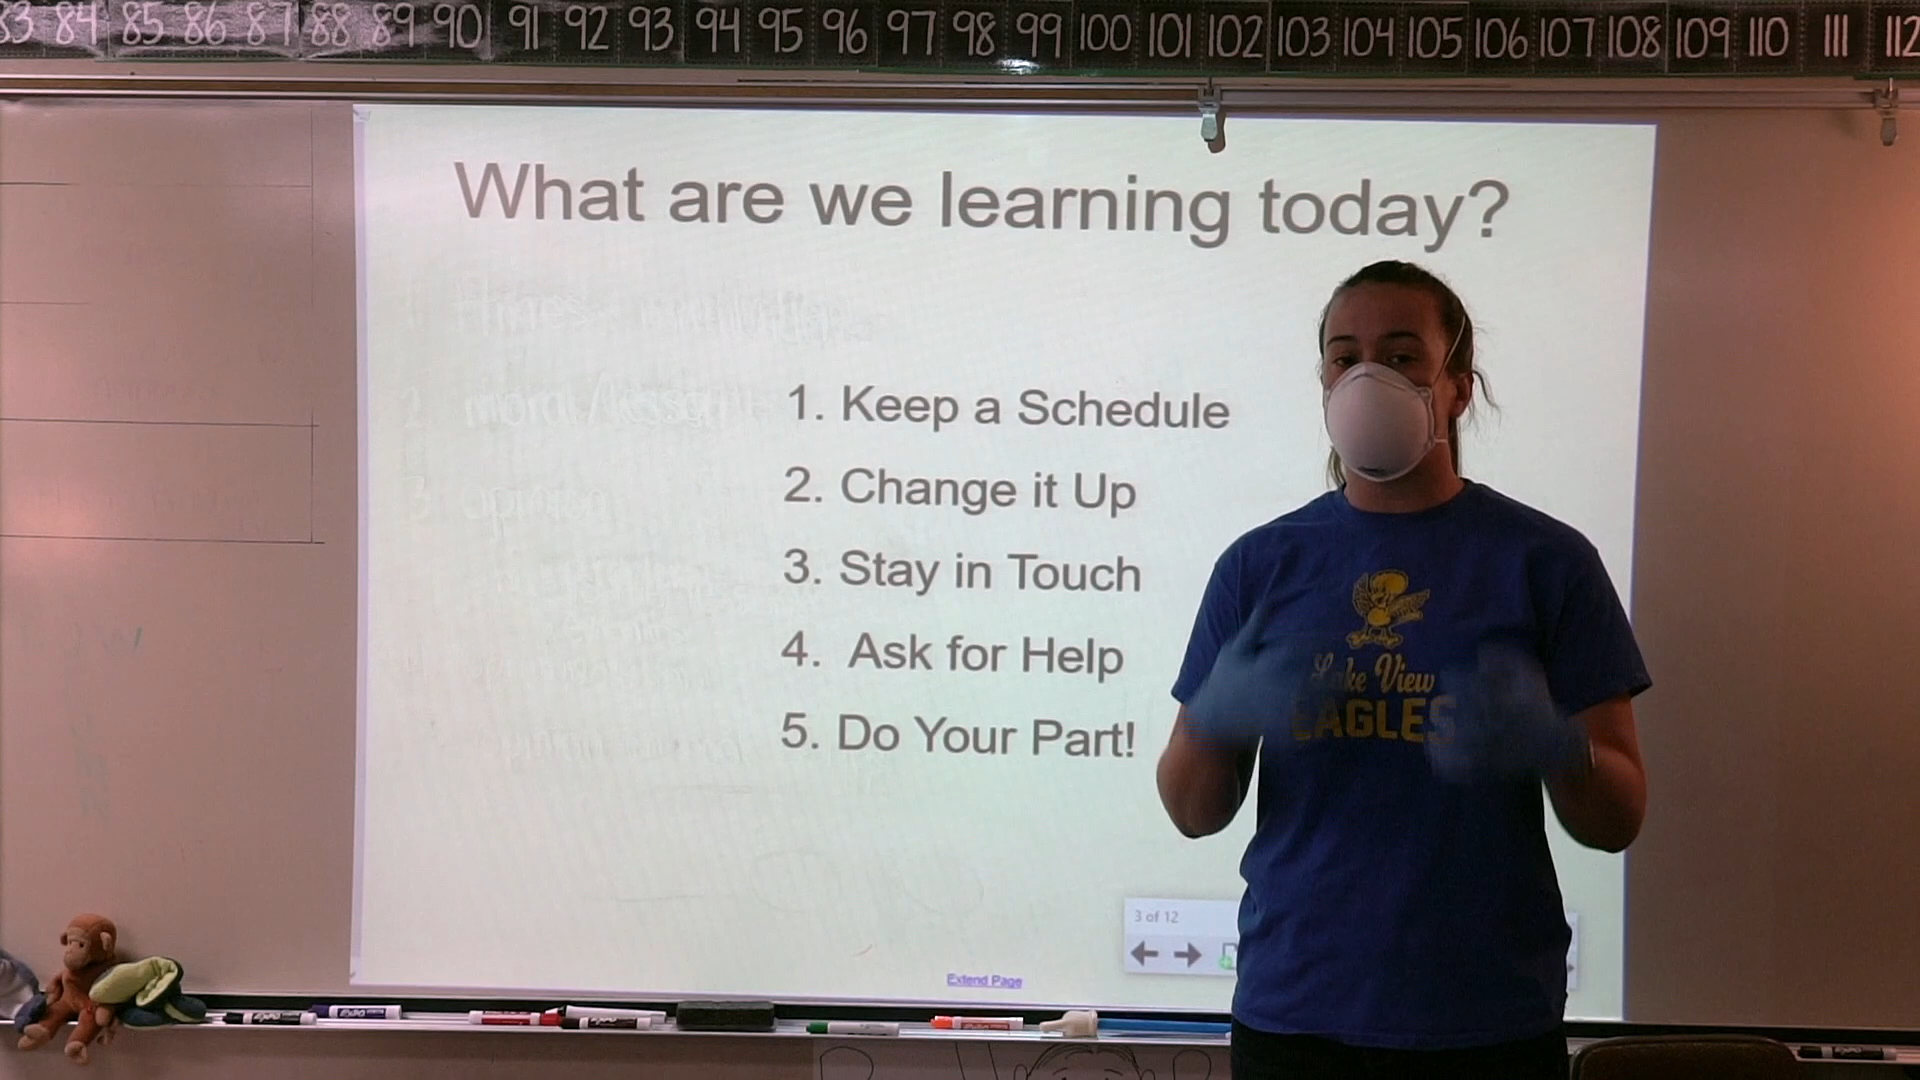 83 84 85 86 87 88 89 90 91 92 93 94 95 96 97 98 99 100 101 102 103 104 105 106 107 108 109 110 111 112
What are we learning today?
1. Keep a Schedule
2. Change it Up
3. Stay in Touch
4. Ask for Help
5. Do Your Part!
Lake View
EAGLES
3 of 12
Extend Page